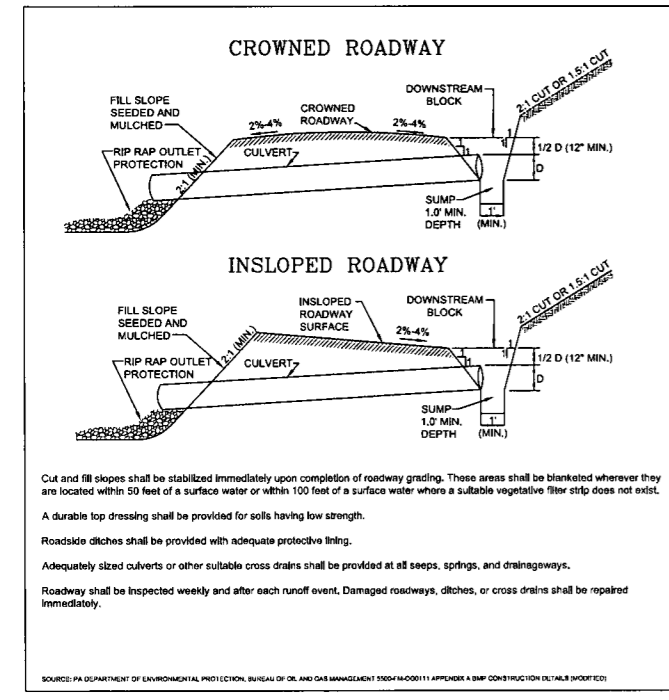 CROWNED ROADWAY
2:1 CUT OR 1.5:1 CUT
DOWNSTREAM
BLOCK
FILL SLOPE
SEEDED AND
MULCHED
CROWNED
ROADWAY
2%-4%
2%-4%
1
1
1/2 D (12" MIN.)
RIP RAP OUTLET
PROTECTION
CULVERT
2:1 (MIN.)
D
SUMP
1.0' MIN.
DEPTH
1'
(MIN.)
INSLOPED ROADWAY
2:1 CUT OR 1.5:1 CUT
FILL SLOPE
SEEDED AND
MULCHED
INSLOPED
ROADWAY
SURFACE
DOWNSTREAM
BLOCK
2%-4%
2:1 (MIN.)
1
1
1/2 D (12" MIN.)
RIP RAP OUTLET
PROTECTION
CULVERT
D
SUMP
1.0' MIN.
DEPTH
1'
(MIN.)
Cut and fill slopes shall be stabilized immediately upon completion of roadway grading. These areas shall be blanketed wherever they
are located within 50 feet of a surface water or within 100 feet of a surface water where a suitable vegetative filter strip does not exist.
A durable top dressing shall be provided for soils having low strength.
Roadside ditches shall be provided with adequate protective lining.
Adequately sized culverts or other suitable cross drains shall be provided at all seeps, springs, and drainageways.
Roadway shall be inspected weekly and after each runoff event. Damaged roadways, ditches, or cross drains shall be repaired
immediately.
SOURCE: PA DEPARTMENT OF ENVIRONMENTAL PROTECTION, BUREAU OF OIL AND GAS MANAGEMENT 5500-FM-OG0111 APPENDIX A BMP CONSTRUCTION DETAILS (MODIFIED)